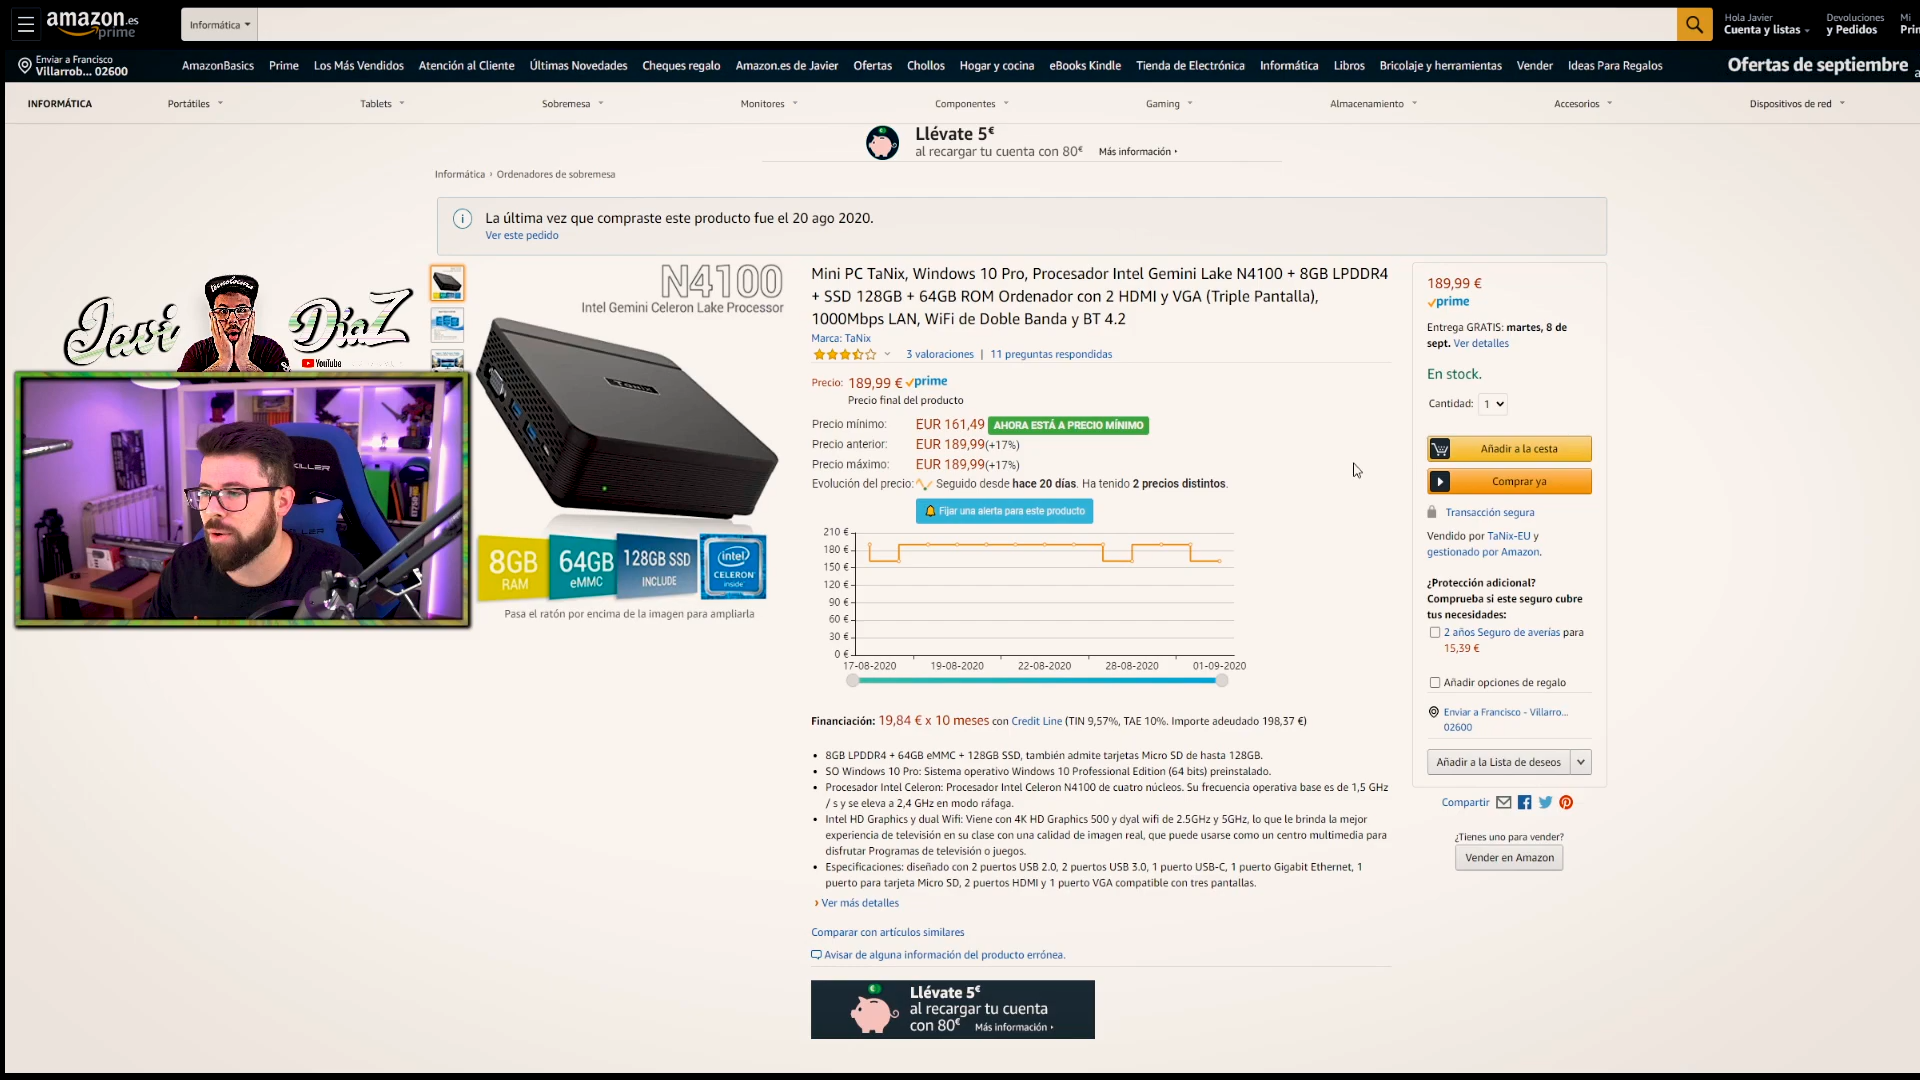 amazon.es
prime
Informática
Hola Javier
Cuenta y listas
Devoluciones
y Pedidos
Mi
Enviar a Francisco
Villarrob... 02600
AmazonBasics
Prime
Los Más Vendidos
Atención al Cliente
Últimas Novedades
Cheques regalo
Amazon.es de Javier
Ofertas
Chollos
Hogar y cocina
eBooks Kindle
Tienda de Electrónica
Informática
Libros
Bricolaje y herramientas
Vender
Ideas Para Regalos
Ofertas de septiembre
INFORMÁTICA
Portátiles
Tablets
Sobremesa
Monitores
Componentes
Gaming
Almacenamiento
Accesorios
Dispositivos de red
Llévate 5€
al recargar tu cuenta con 80€ Más información ›
Informática › Ordenadores de sobremesa
La última vez que compraste este producto fue el 20 ago 2020.
Ver este pedido
Javi Díaz
YouTube
KILLER
N4100
Intel Gemini Celeron Lake Processor
TaNix
8GB
RAM
64GB
eMMC
128GB SSD
INCLUDE
intel
CELERON
inside
Pasa el ratón por encima de la imagen para ampliarla
Mini PC TaNix, Windows 10 Pro, Procesador Intel Gemini Lake N4100 + 8GB LPDDR4
+ SSD 128GB + 64GB ROM Ordenador con 2 HDMI y VGA (Triple Pantalla),
1000Mbps LAN, WiFi de Doble Banda y BT 4.2
Marca: TaNix
3 valoraciones | 11 preguntas respondidas
Precio: 189,99 € prime
Precio final del producto
Precio mínimo: EUR 161,49 AHORA ESTÁ A PRECIO MÍNIMO
Precio anterior: EUR 189,99(+17%)
Precio máximo: EUR 189,99(+17%)
Evolución del precio: Seguido desde hace 20 días. Ha tenido 2 precios distintos.
Fijar una alerta para este producto
210 €
180 €
150 €
120 €
90 €
60 €
30 €
0 €
17-08-2020 19-08-2020 22-08-2020 28-08-2020 01-09-2020
Financiación: 19,84 € x 10 meses con Credit Line (TIN 9,57%, TAE 10%. Importe adeudado 198,37 €)
• 8GB LPDDR4 + 64GB eMMC + 128GB SSD, también admite tarjetas Micro SD de hasta 128GB.
• SO Windows 10 Pro: Sistema operativo Windows 10 Professional Edition (64 bits) preinstalado.
• Procesador Intel Celeron: Procesador Intel Celeron N4100 de cuatro núcleos. Su frecuencia operativa base es de 1,5 GHz
/ s y se eleva a 2,4 GHz en modo ráfaga.
• Intel HD Graphics y dual Wifi: Viene con 4K HD Graphics 500 y dyal wifi de 2.5GHz y 5GHz, lo que le brinda la mejor
experiencia de televisión en su clase con una calidad de imagen real, que puede usarse como un centro multimedia para
disfrutar Programas de televisión o juegos.
• Especificaciones: diseñado con 2 puertos USB 2.0, 2 puertos USB 3.0, 1 puerto USB-C, 1 puerto Gigabit Ethernet, 1
puerto para tarjeta Micro SD, 2 puertos HDMI y 1 puerto VGA compatible con tres pantallas.
› Ver más detalles
Comparar con artículos similares
Avisar de alguna información del producto errónea.
Llévate 5€
al recargar tu cuenta
con 80€ Más información ›
189,99 €
prime
Entrega GRATIS: martes, 8 de
sept. Ver detalles
En stock.
Cantidad: 1
Añadir a la cesta
Comprar ya
Transacción segura
Vendido por TaNix-EU y
gestionado por Amazon.
¿Protección adicional?
Comprueba si este seguro cubre
tus necesidades:
2 años Seguro de averías para
15,39 €
Añadir opciones de regalo
Enviar a Francisco - Villarro...
02600
Añadir a la Lista de deseos
Compartir
¿Tienes uno para vender?
Vender en Amazon